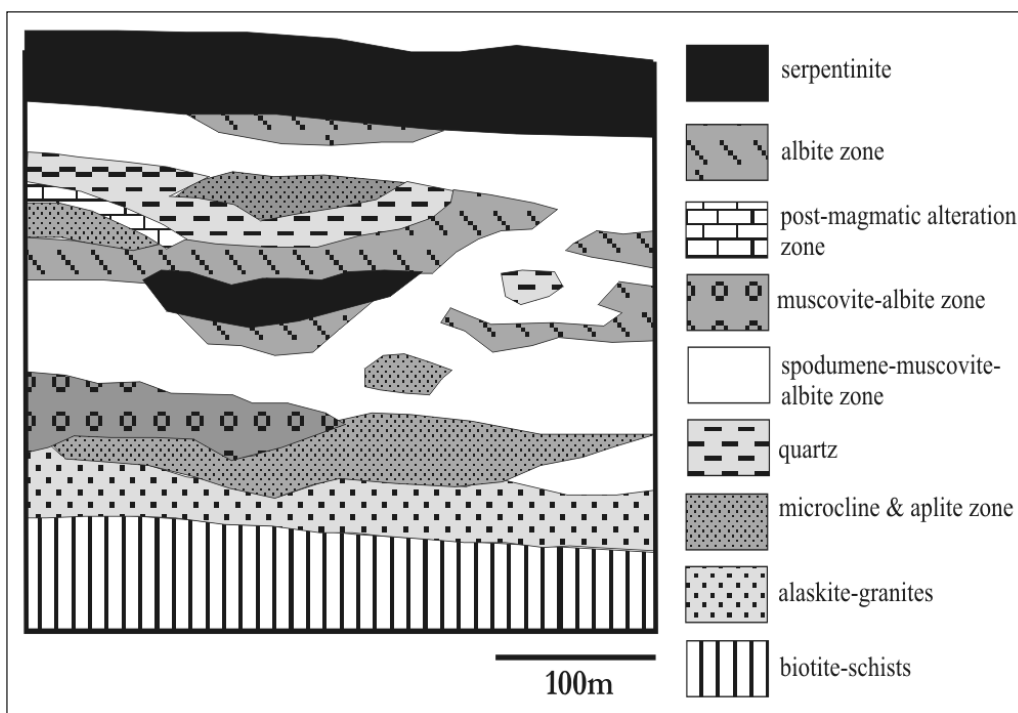 serpentinite
albite zone
post-magmatic alteration
zone
muscovite-albite zone
spodumene-muscovite-
albite zone
quartz
microcline & aplite zone
alaskite-granites
biotite-schists
100m